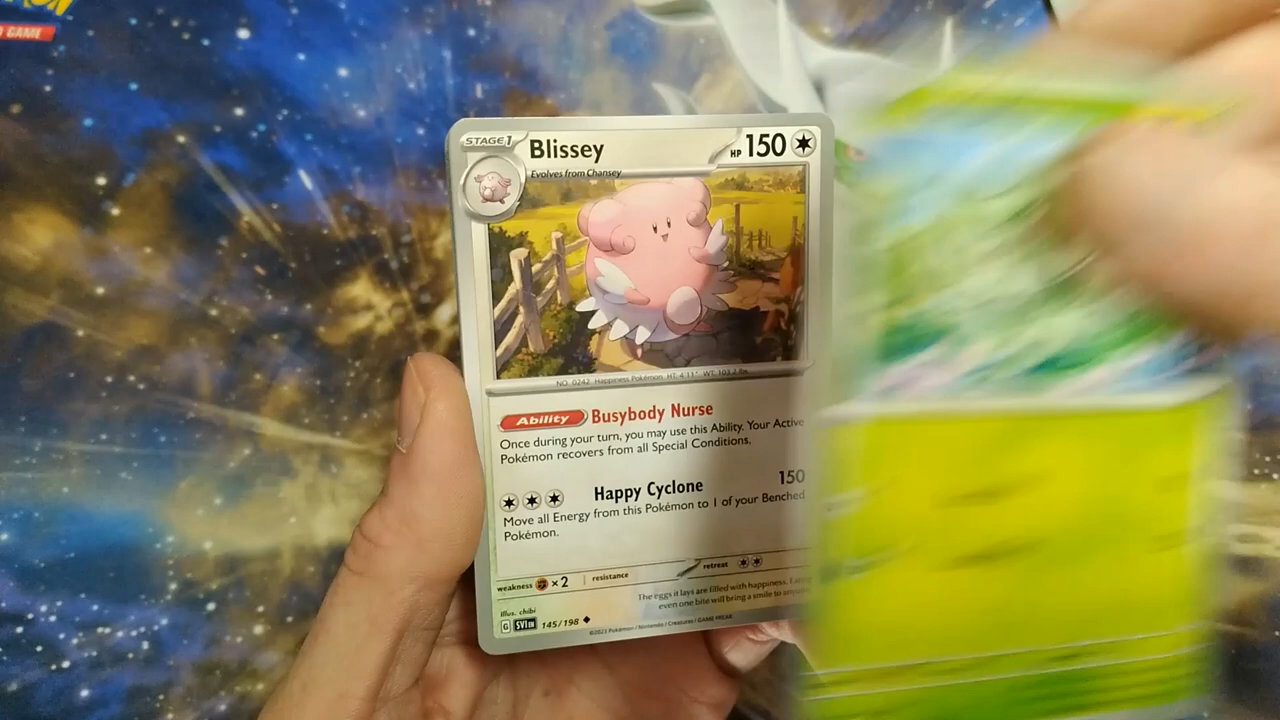 GAME
STAGE1 Blissey HP 150
Evolves from Chansey
NO. 0242 Happiness Pokémon HT: 4'11" WT: 103.2 lbs.
Ability Busybody Nurse
Once during your turn, you may use this Ability. Your Active
Pokémon recovers from all Special Conditions.
Happy Cyclone 150
Move all Energy from this Pokémon to 1 of your Benched
Pokémon.
weakness ×2 resistance retreat
The eggs it lays are filled with happiness.
even one bite will bring a smile to
Illus. chibi
G SVI EN 145/198
©2023 Pokémon / Nintendo / Creatures / GAME FREAK